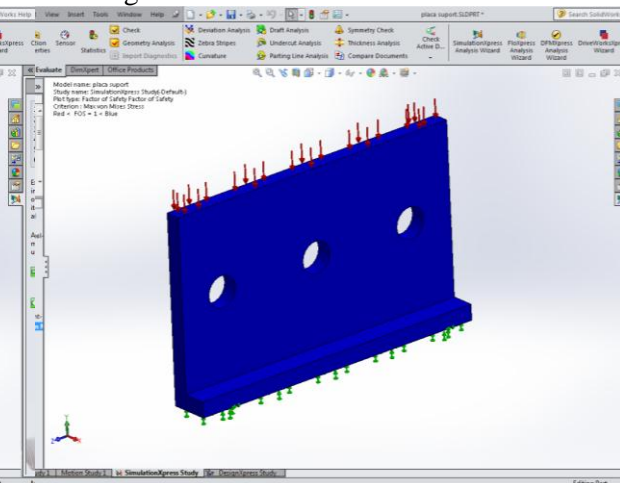 Works Help
View Insert Tools Window Help
placa suport.SLDPRT *
Search SolidWorks
Sensor
Statistics
Check
Geometry Analysis
Import Diagnostics
Deviation Analysis
Zebra Stripes
Curvature
Draft Analysis
Undercut Analysis
Parting Line Analysis
Symmetry Check
Thickness Analysis
Compare Documents
Check
Active D...
SimulationXpress
Analysis Wizard
FloXpress
Analysis
Wizard
DFMXpress
Analysis
Wizard
DriveWorksXpress
Wizard
Evaluate DimXpert Office Products
Model name: placa suport
Study name: SimulationXpress Study(-Default-)
Plot type: Factor of Safety Factor of Safety
Criterion : Max von Mises Stress
Red < FOS = 1 < Blue
Motion Study 1 SimulationXpress Study DesignXpress Study
Editing Part